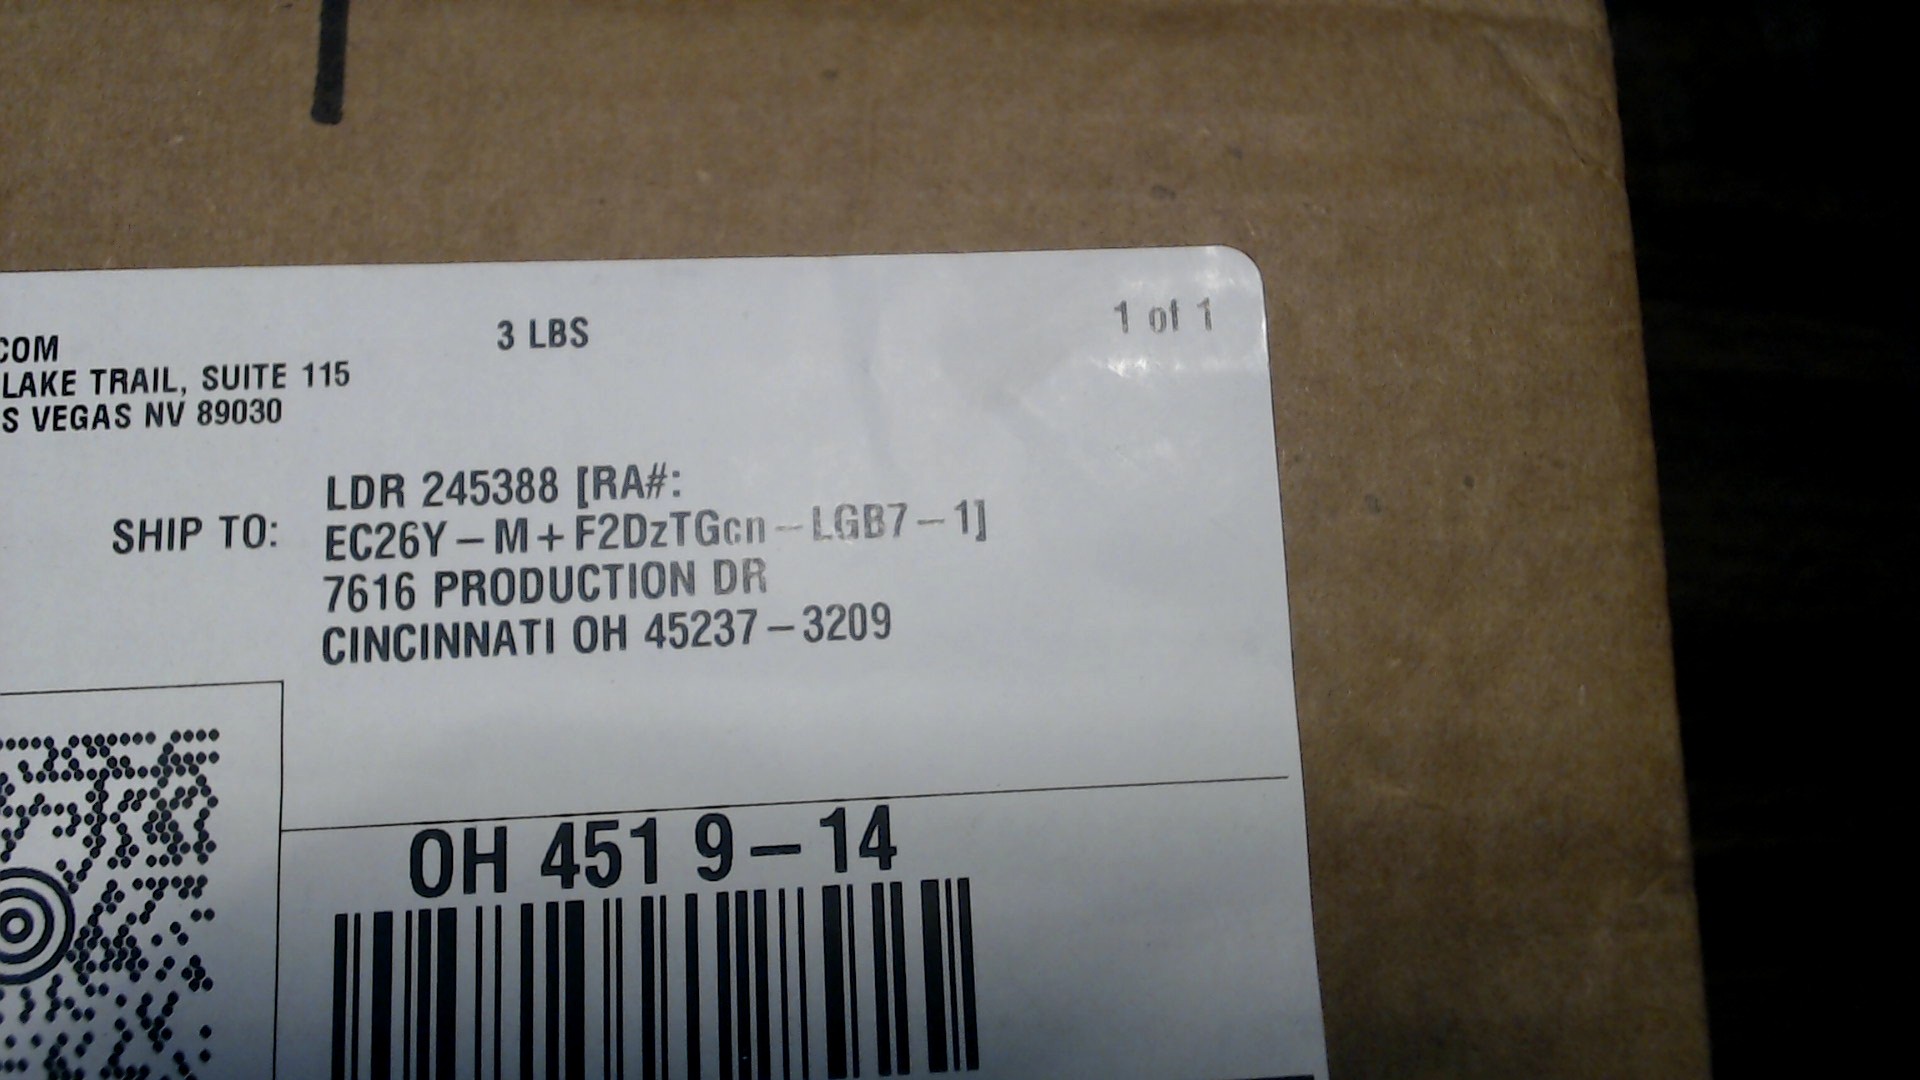 COM
3 LBS
1 of 1
LAKE TRAIL, SUITE 115
S VEGAS NV 89030
LDR 245388 [RA#:
SHIP TO: EC26Y-M+F2DzTGcn-LGB7-1]
7616 PRODUCTION DR
CINCINNATI OH 45237-3209
OH 451 9-14